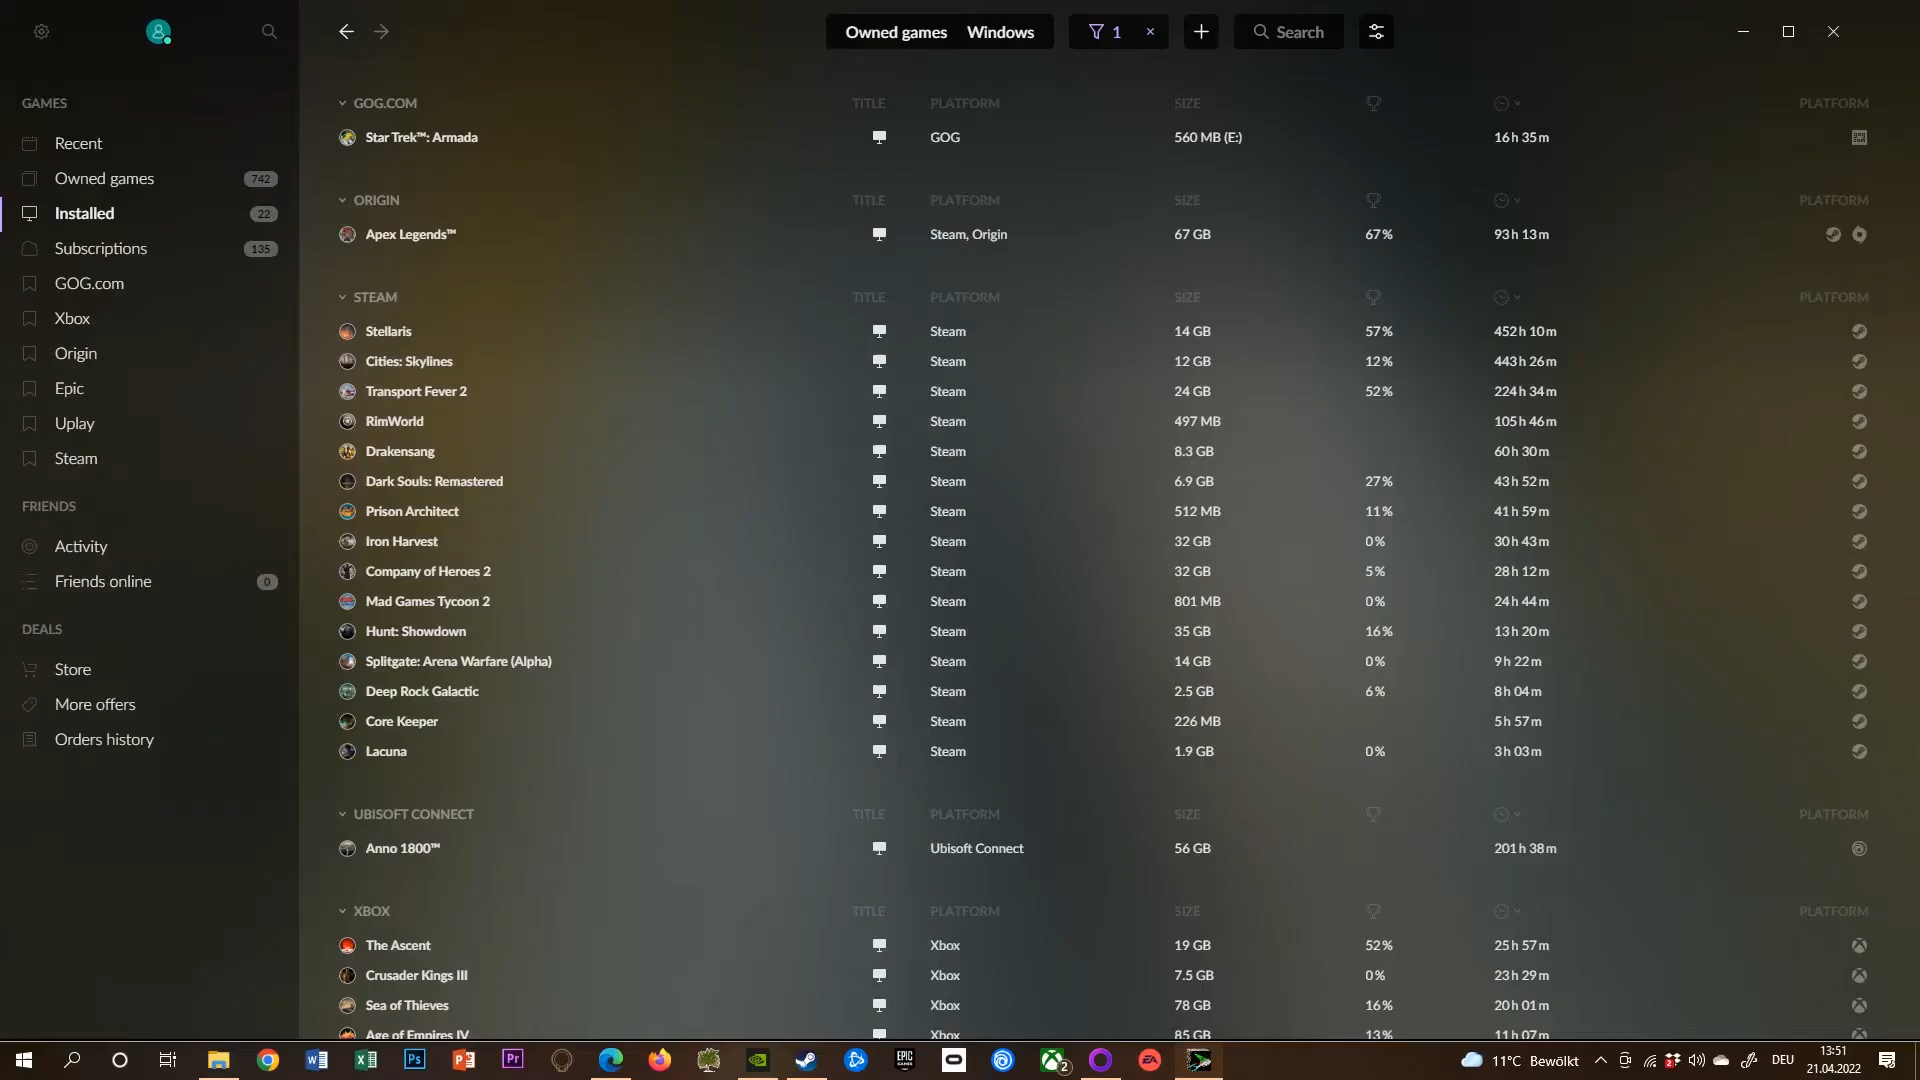 Owned games Windows 1 × + Search
GAMES
Recent
Owned games 742
Installed 22
Subscriptions 135
GOG.com
Xbox
Origin
Epic
Uplay
Steam
FRIENDS
Activity
Friends online 0
DEALS
Store
More offers
Orders history
GOG.COM TITLE PLATFORM SIZE PLATFORM
Star Trek™: Armada GOG 560 MB (E:) 16 h 35 m
ORIGIN TITLE PLATFORM SIZE PLATFORM
Apex Legends™ Steam, Origin 67 GB 67 % 93 h 13 m
STEAM TITLE PLATFORM SIZE PLATFORM
Stellaris Steam 14 GB 57 % 452 h 10 m
Cities: Skylines Steam 12 GB 12 % 443 h 26 m
Transport Fever 2 Steam 24 GB 52 % 224 h 34 m
RimWorld Steam 497 MB 105 h 46 m
Drakensang Steam 8.3 GB 60 h 30 m
Dark Souls: Remastered Steam 6.9 GB 27 % 43 h 52 m
Prison Architect Steam 512 MB 11 % 41 h 59 m
Iron Harvest Steam 32 GB 0 % 30 h 43 m
Company of Heroes 2 Steam 32 GB 5 % 28 h 12 m
Mad Games Tycoon 2 Steam 801 MB 0 % 24 h 44 m
Hunt: Showdown Steam 35 GB 16 % 13 h 20 m
Splitgate: Arena Warfare (Alpha) Steam 14 GB 0 % 9 h 22 m
Deep Rock Galactic Steam 2.5 GB 6 % 8 h 04 m
Core Keeper Steam 226 MB 5 h 57 m
Lacuna Steam 1.9 GB 0 % 3 h 03 m
UBISOFT CONNECT TITLE PLATFORM SIZE PLATFORM
Anno 1800™ Ubisoft Connect 56 GB 201 h 38 m
XBOX TITLE PLATFORM SIZE PLATFORM
The Ascent Xbox 19 GB 52 % 25 h 57 m
Crusader Kings III Xbox 7.5 GB 0 % 23 h 29 m
Sea of Thieves Xbox 78 GB 16 % 20 h 01 m
Age of Empires IV Xbox 85 GB 13 % 11 h 07 m
Ps Pr EPIC GAMES 2 EA 11°C Bewölkt DEU 13:51
21.04.2022